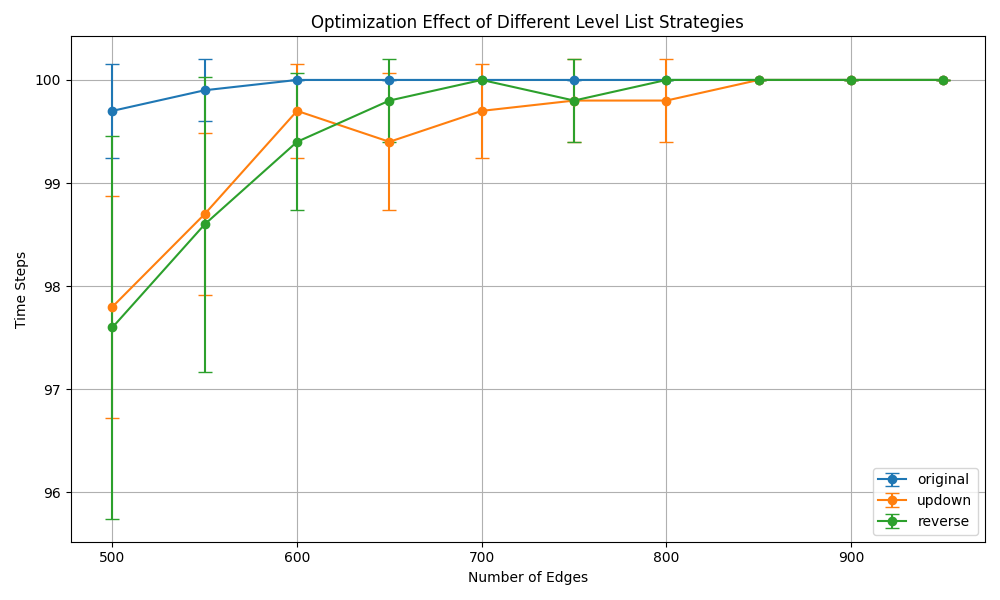 Optimization Effect of Different Level List Strategies
Time Steps
100
99
98
97
96
500
600
700
800
900
Number of Edges
original
updown
reverse